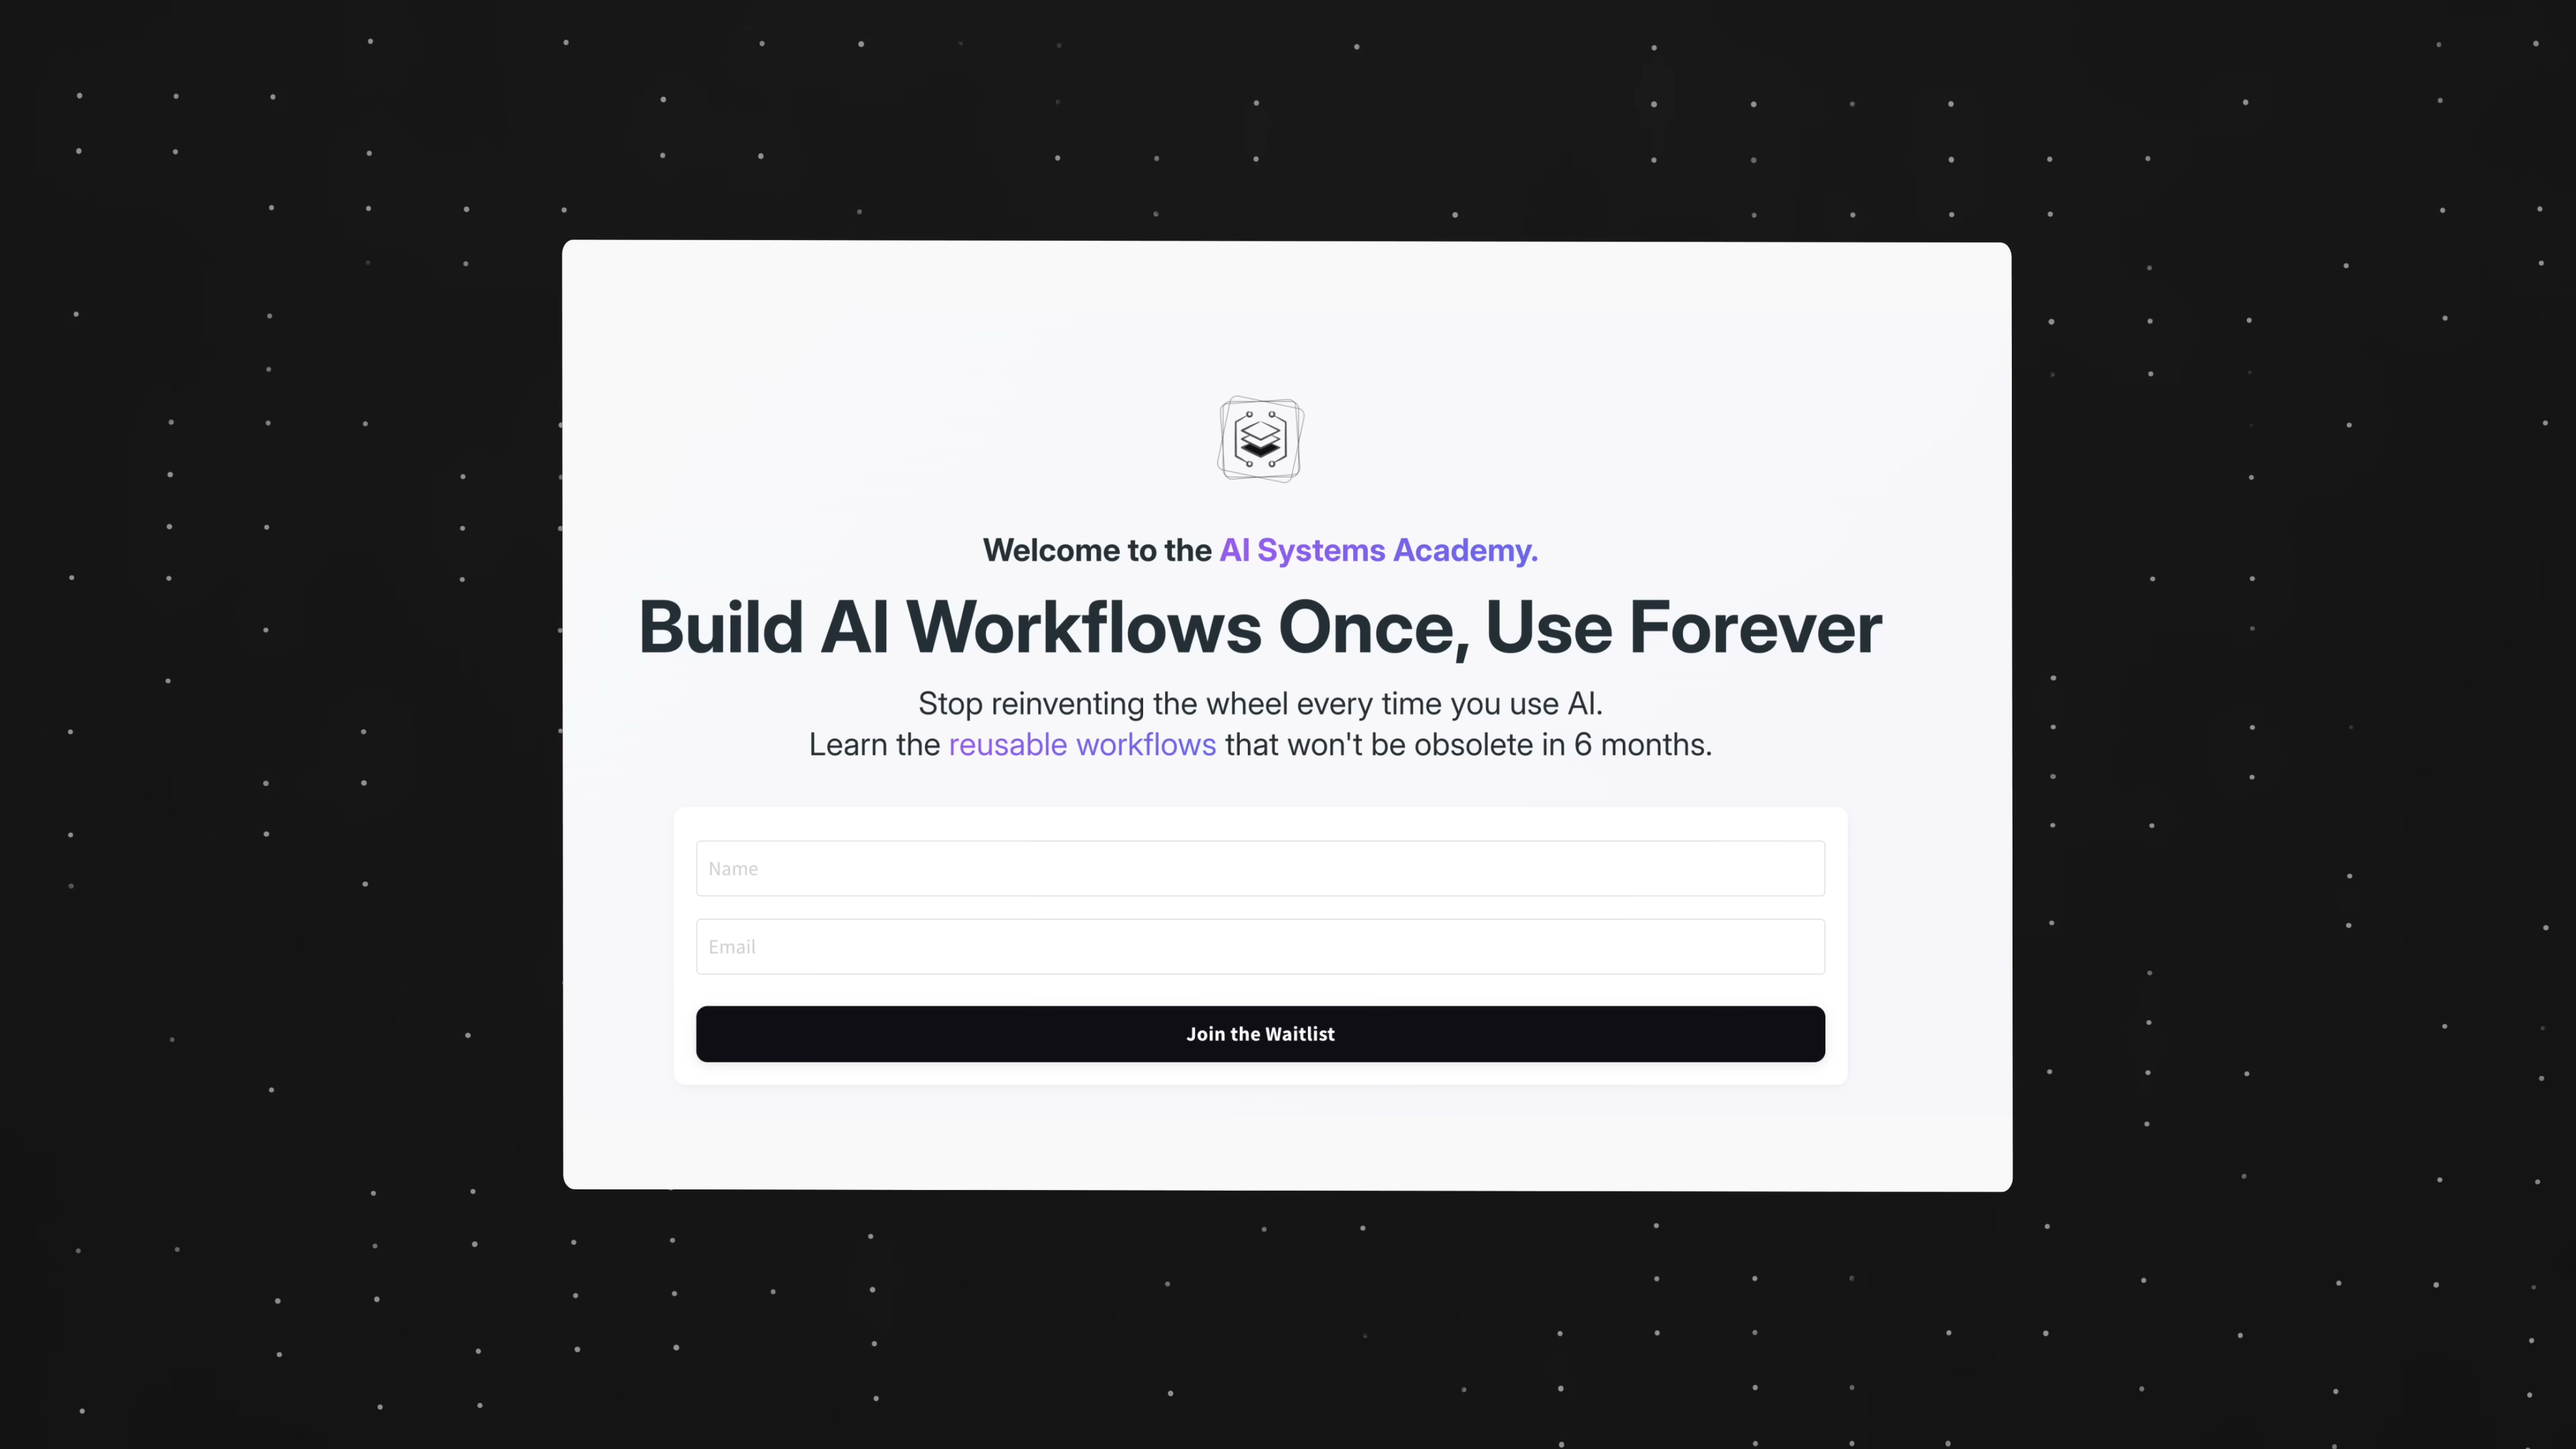 Welcome to the AI Systems Academy.
Build AI Workflows Once, Use Forever
Stop reinventing the wheel every time you use AI.
Learn the reusable workflows that won't be obsolete in 6 months.
Name
Email
Join the Waitlist